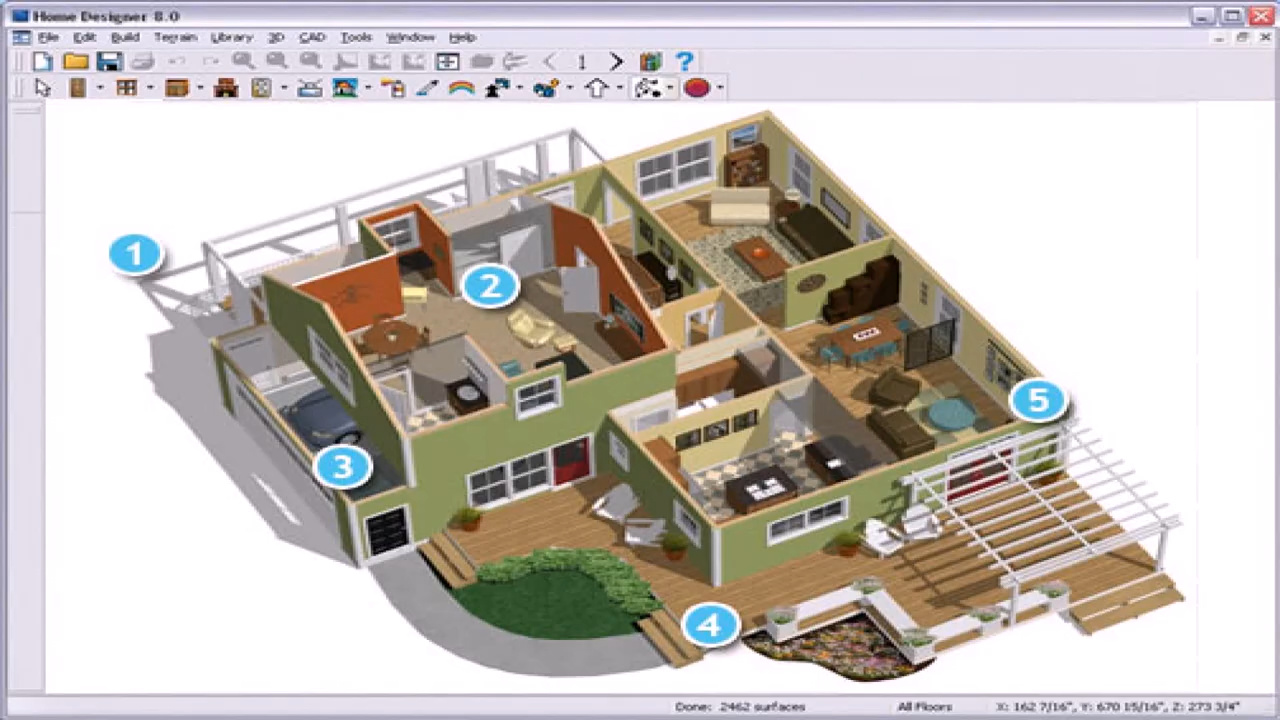 Home Designer 8.0
File Edit Build Terrain Library 3D CAD Tools Window Help
1
1
2
3
4
5
Done: 2462 surfaces All Floors X: 162 7/16", Y: 670 15/16", Z: 273 3/4"